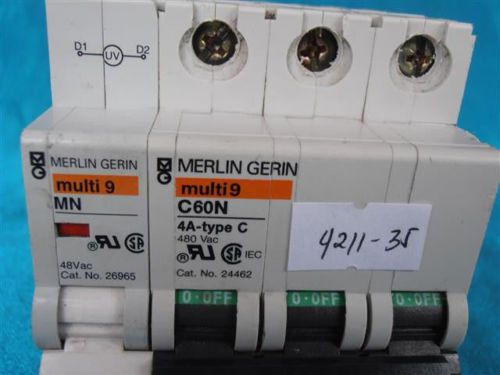 D1 UV D2
MERLIN GERIN
multi 9
MN
48Vac
Cat. No. 26965
MERLIN GERIN
multi 9
C60N
4A-type C
480 Vac
IEC
Cat. No. 24462
4211-35
O·OFF
O·OFF
O·OFF